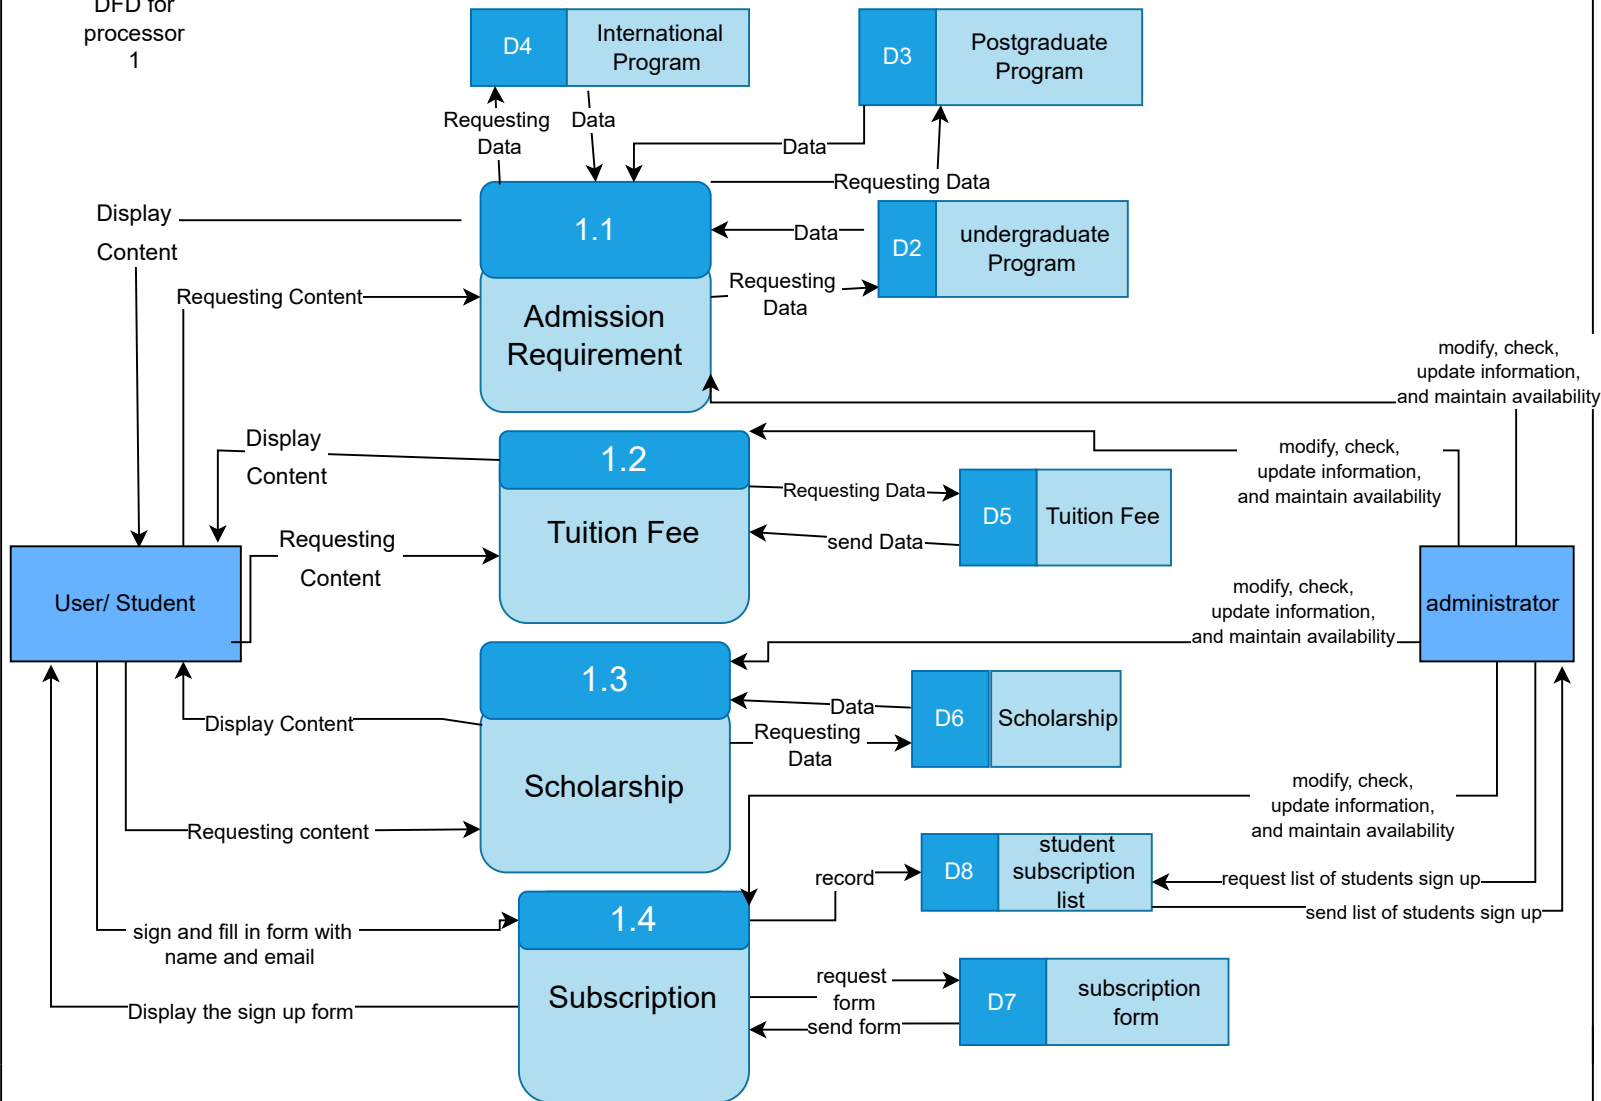 DFD for
processor
1
D4
International
Program
D3
Postgraduate
Program
Requesting
Data
Data
Data
Requesting Data
1.1
Admission
Requirement
Data
D2
undergraduate
Program
Requesting
Data
Display
Content
Requesting Content
modify, check,
update information,
and maintain availability
Display
Content
1.2
Tuition Fee
modify, check,
update information,
and maintain availability
Requesting Data
D5
Tuition Fee
send Data
Requesting
Content
User/ Student
administrator
modify, check,
update information,
and maintain availability
1.3
Scholarship
Data
D6
Scholarship
Requesting
Data
Display Content
Requesting content
modify, check,
update information,
and maintain availability
record
D8
student
subscription
list
request list of students sign up
send list of students sign up
1.4
Subscription
sign and fill in form with
name and email
Display the sign up form
request
form
send form
D7
subscription
form